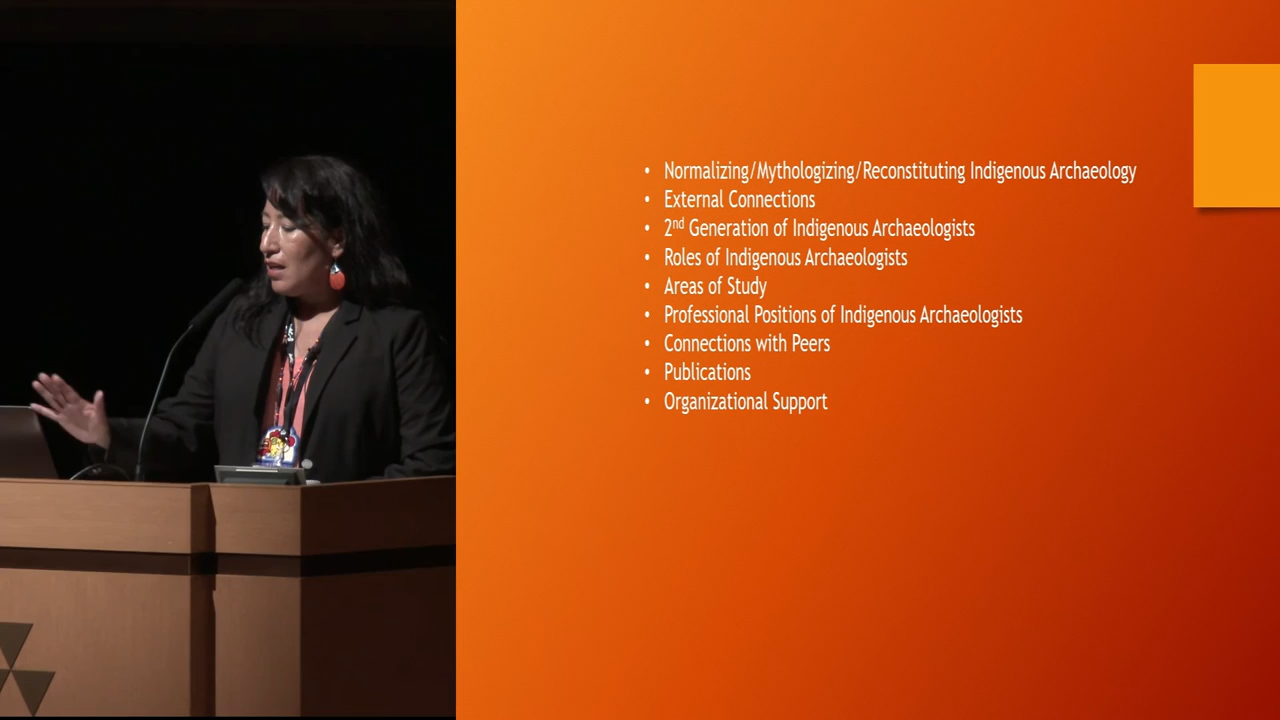 • Normalizing/Mythologizing/Reconstituting Indigenous Archaeology
• External Connections
• 2nd Generation of Indigenous Archaeologists
• Roles of Indigenous Archaeologists
• Areas of Study
• Professional Positions of Indigenous Archaeologists
• Connections with Peers
• Publications
• Organizational Support